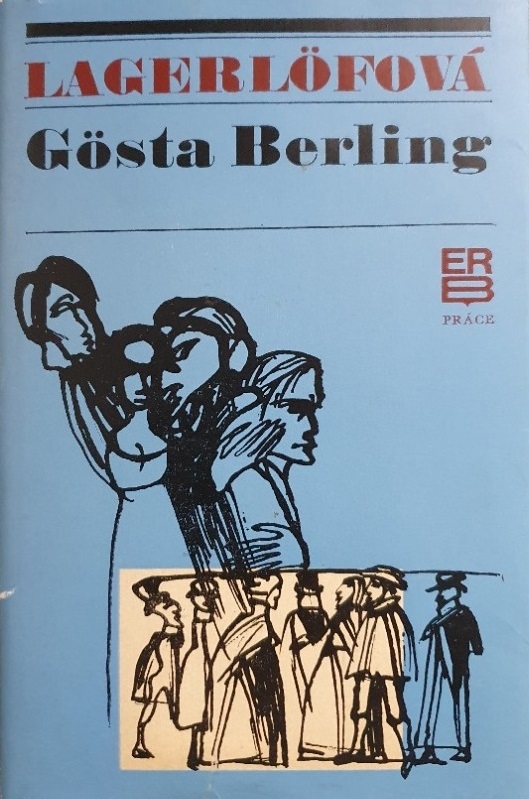 LAGERLÖFOVÁ
Gösta Berling
ER
B
PRÁCE